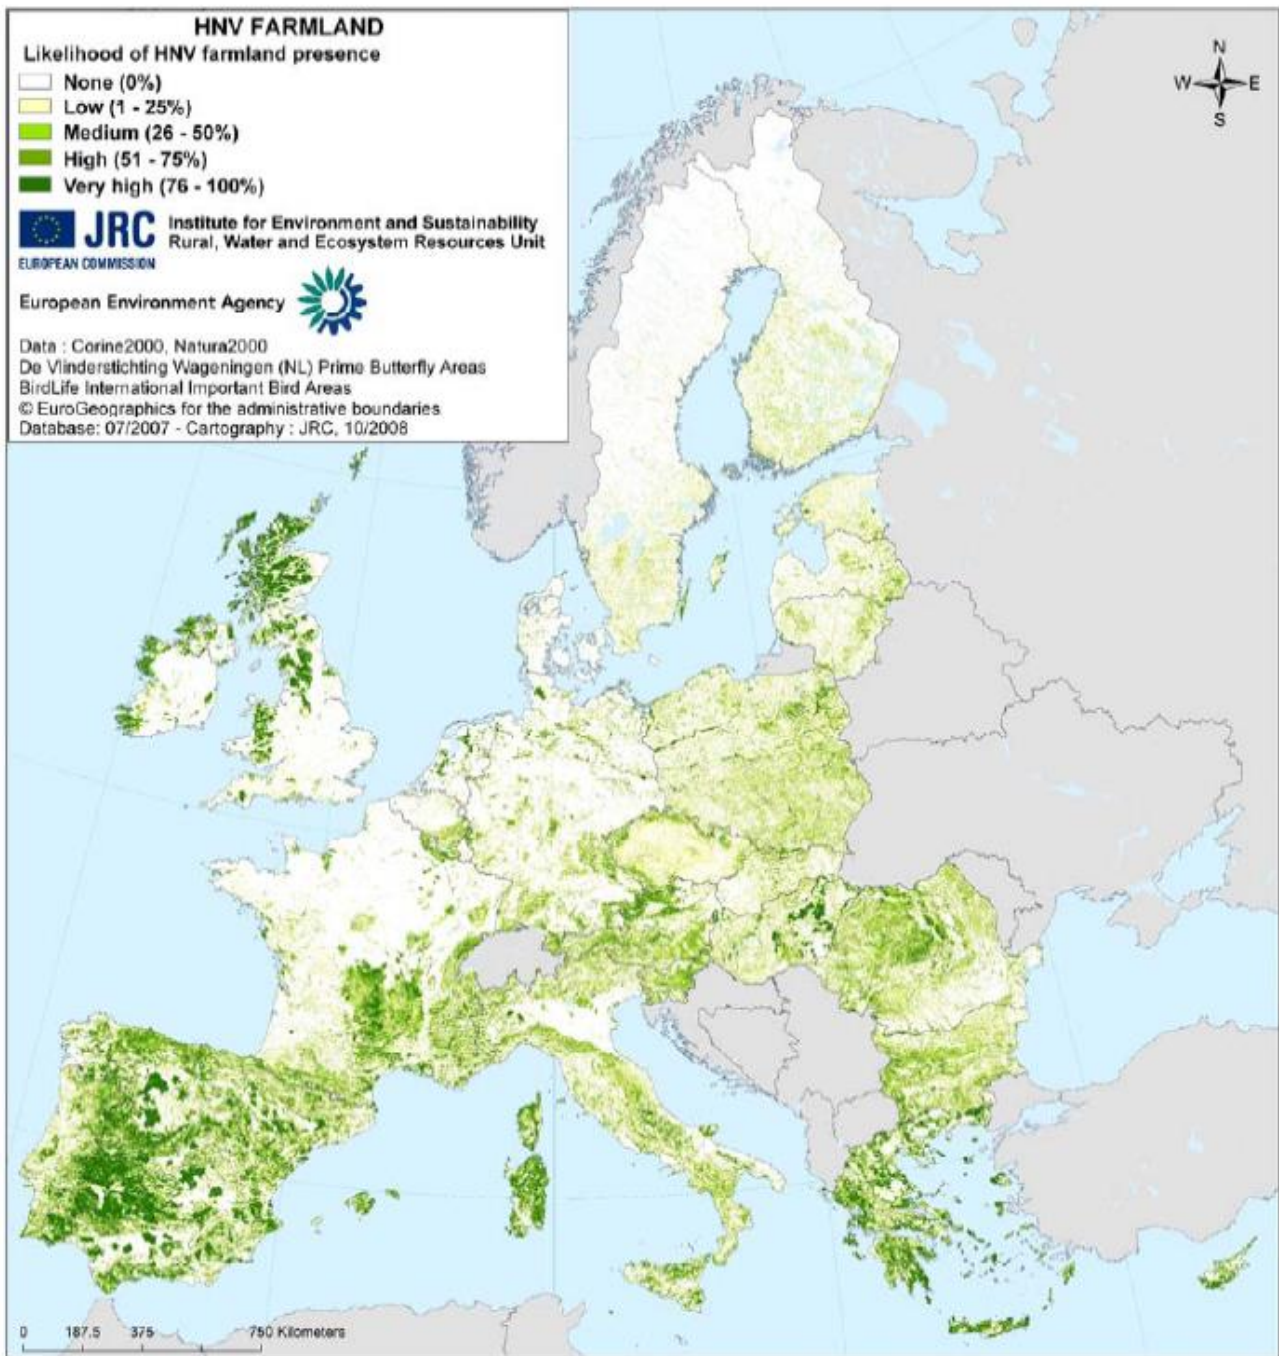 HNV FARMLAND
Likelihood of HNV farmland presence
None (0%)
Low (1 - 25%)
Medium (26 - 50%)
High (51 - 75%)
Very high (76 - 100%)
JRC
EUROPEAN COMMISSION
Institute for Environment and Sustainability
Rural, Water and Ecosystem Resources Unit
European Environment Agency
Data : Corine2000, Natura2000
De Vlinderstichting Wageningen (NL) Prime Butterfly Areas
BirdLife International Important Bird Areas
© EuroGeographics for the administrative boundaries
Database: 07/2007 - Cartography : JRC, 10/2008
N
W E
S
0 187.5 375 750 Kilometers